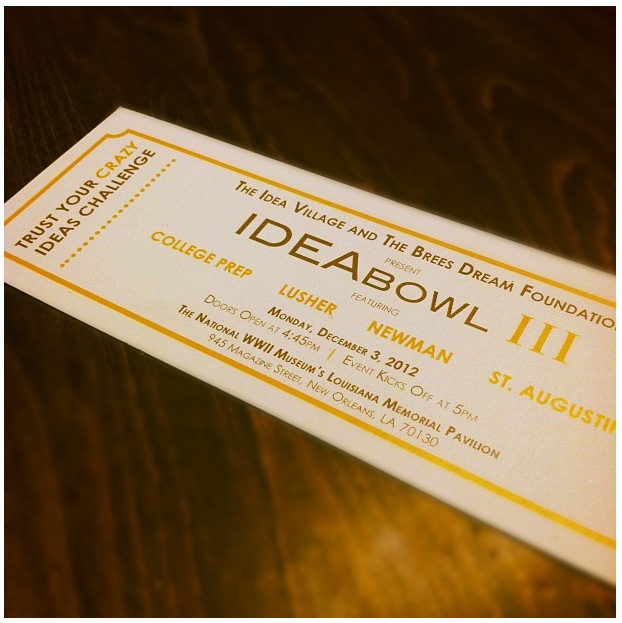 TRUST YOUR CRAZY
IDEAS CHALLENGE
THE IDEA VILLAGE AND THE BREES DREAM FOUNDATIO
PRESENT
IDEABOWL III
FEATURING
COLLEGE PREP LUSHER NEWMAN ST. AUGUSTI
MONDAY, DECEMBER 3, 2012
DOORS OPEN AT 4:45PM | EVENT KICKS OFF AT 5PM
THE NATIONAL WWII MUSEUM'S LOUISIANA MEMORIAL PAVILION
945 MAGAZINE STREET, NEW ORLEANS, LA 70130